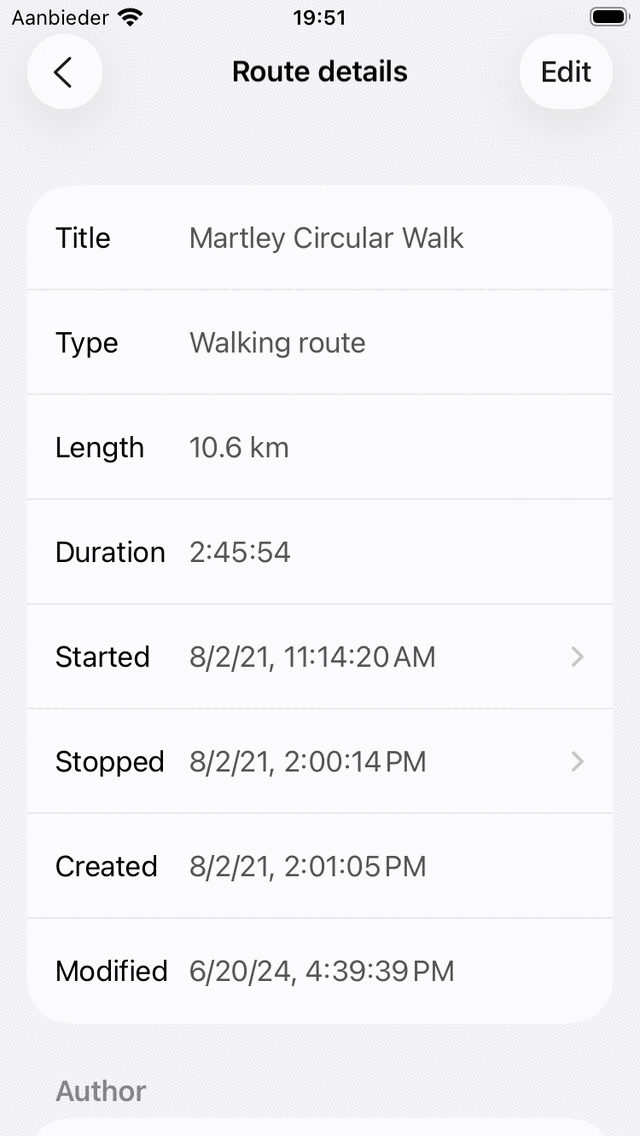 Aanbieder 19:51
Route details
Edit
Title Martley Circular Walk
Type Walking route
Length 10.6 km
Duration 2:45:54
Started 8/2/21, 11:14:20 AM
Stopped 8/2/21, 2:00:14 PM
Created 8/2/21, 2:01:05 PM
Modified 6/20/24, 4:39:39 PM
Author